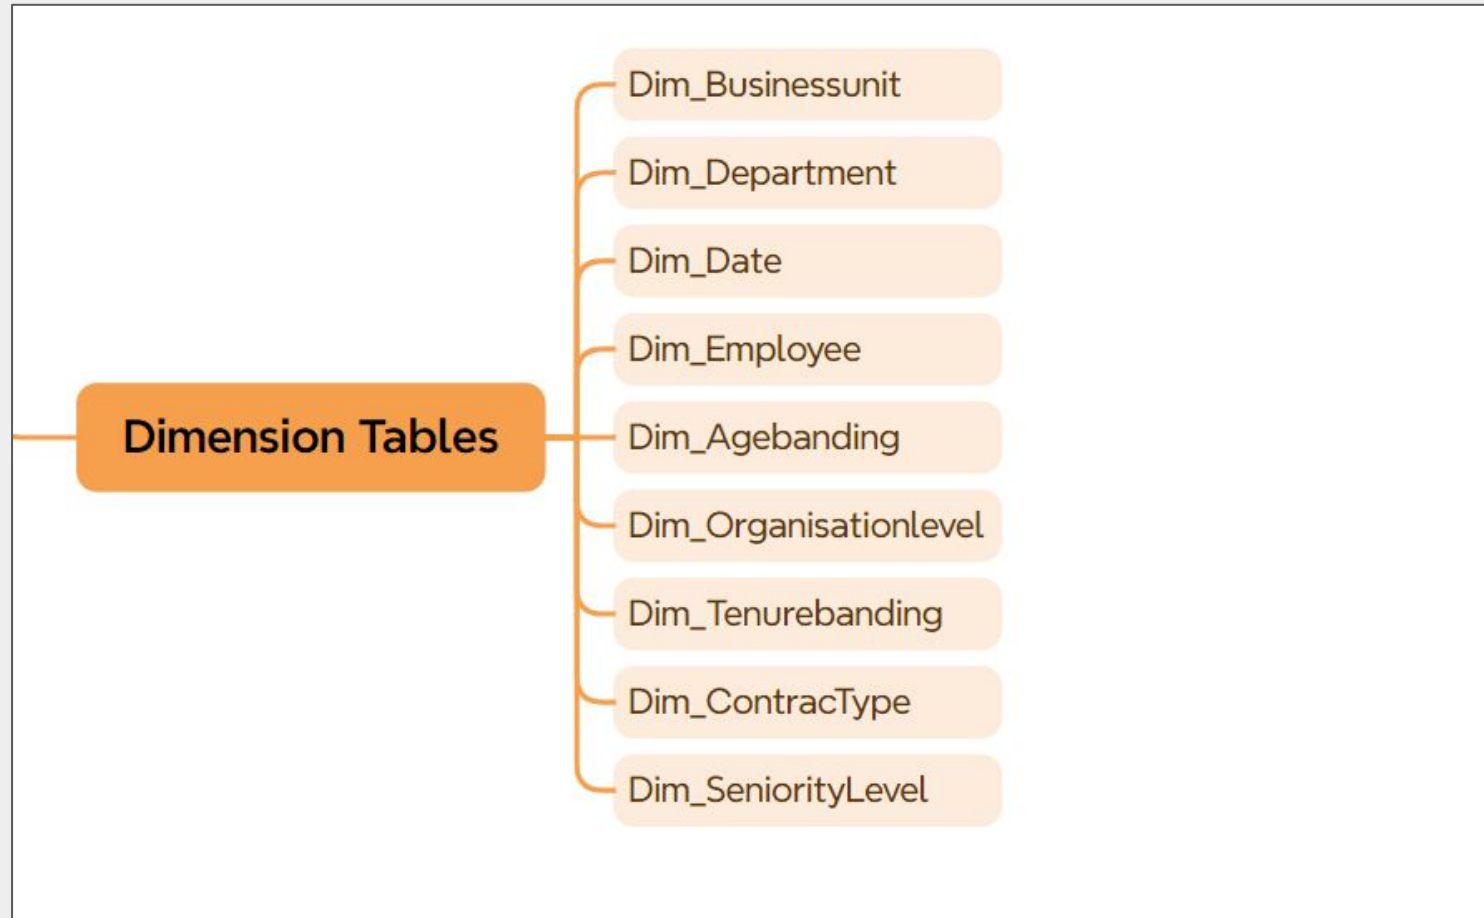 Dim_Businessunit
Dim_Department
Dim_Date
Dim_Employee
Dimension Tables
Dim_Agebanding
Dim_Organisationlevel
Dim_Tenurebanding
Dim_ContracType
Dim_SeniorityLevel